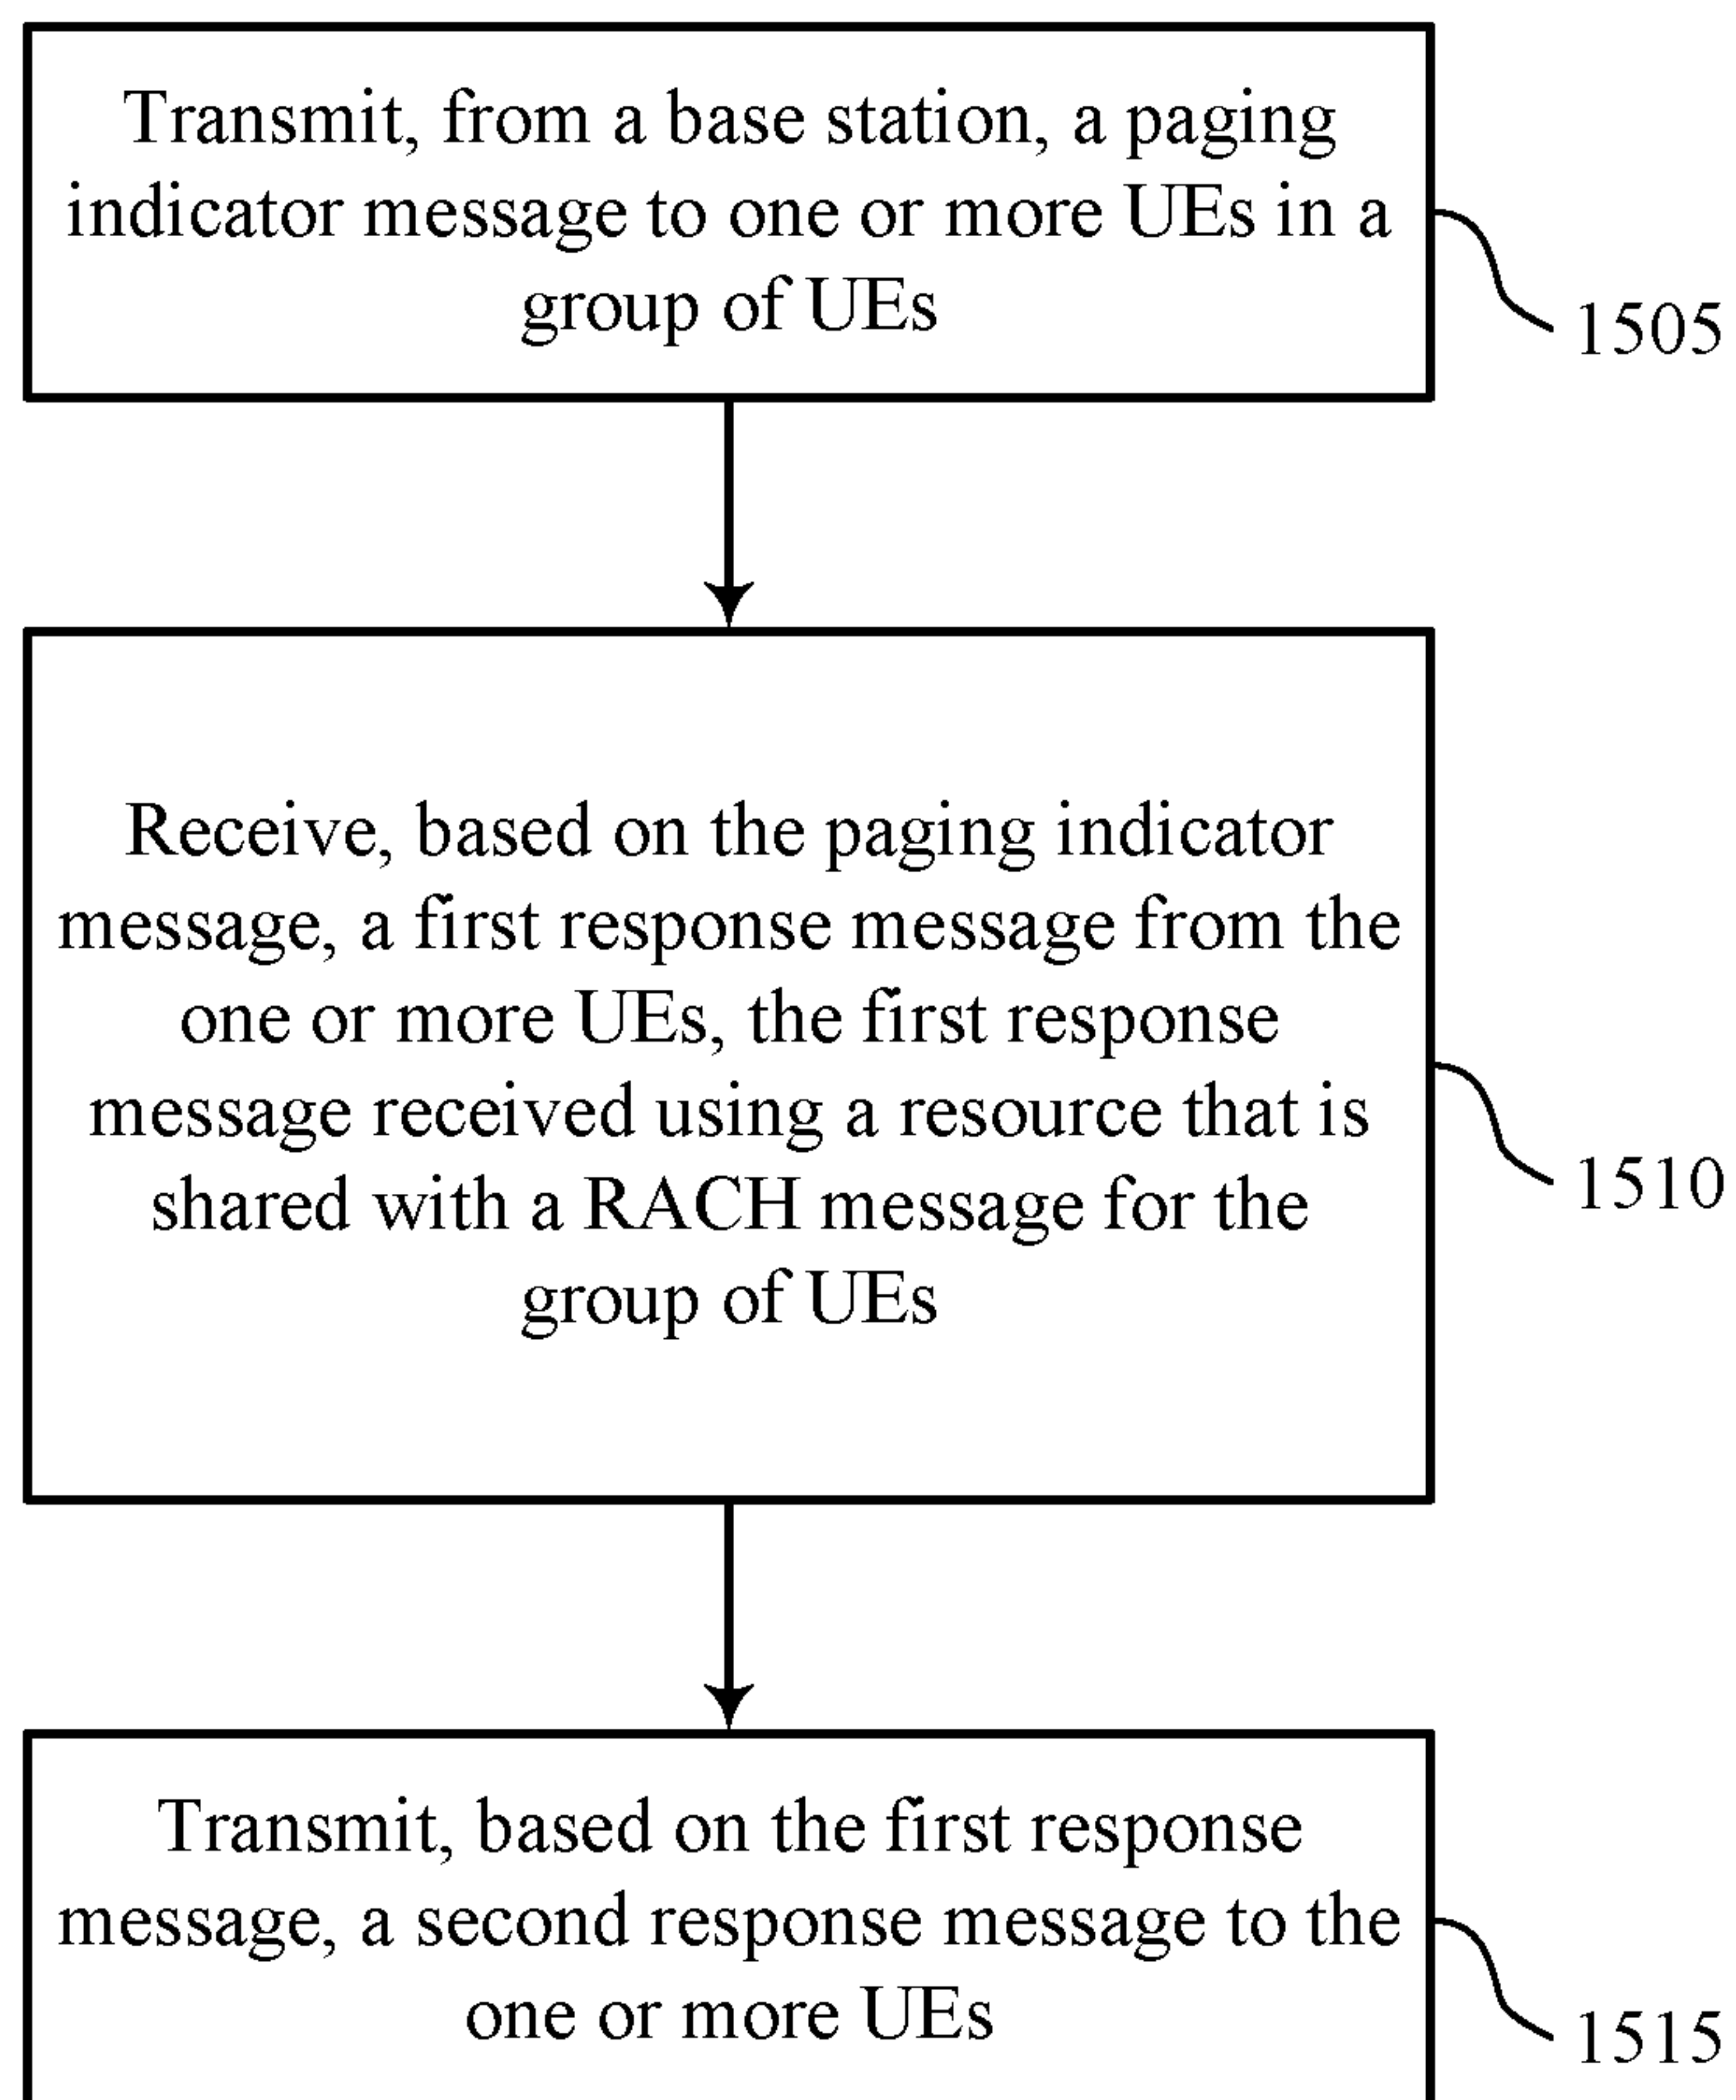 Transmit, from a base station, a paging
indicator message to one or more UEs in a
group of UEs
1505
Receive, based on the paging indicator
message, a first response message from the
one or more UEs, the first response
message received using a resource that is
shared with a RACH message for the
group of UEs
1510
Transmit, based on the first response
message, a second response message to the
one or more UEs
1515